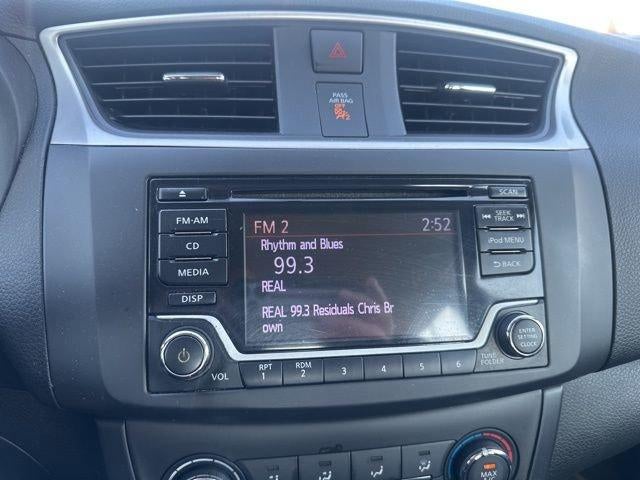 PASS
AIR BAG
OFF
2
SCAN
FM·AM
CD
MEDIA
DISP
FM 2 2:52
Rhythm and Blues
99.3
REAL
REAL 99.3 Residuals Chris Br
own
SEEK
TRACK
iPod MENU
BACK
VOL
RPT
1
RDM
2
3
4
5
6
TUNE
FOLDER
ENTER
SETTING
CLOCK
MAX
A/C